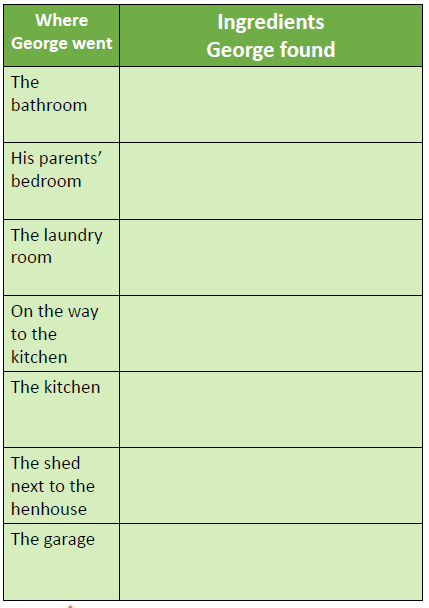 Where
George went
Ingredients
George found
The
bathroom
His parents’
bedroom
The laundry
room
On the way
to the
kitchen
The kitchen
The shed
next to the
henhouse
The garage